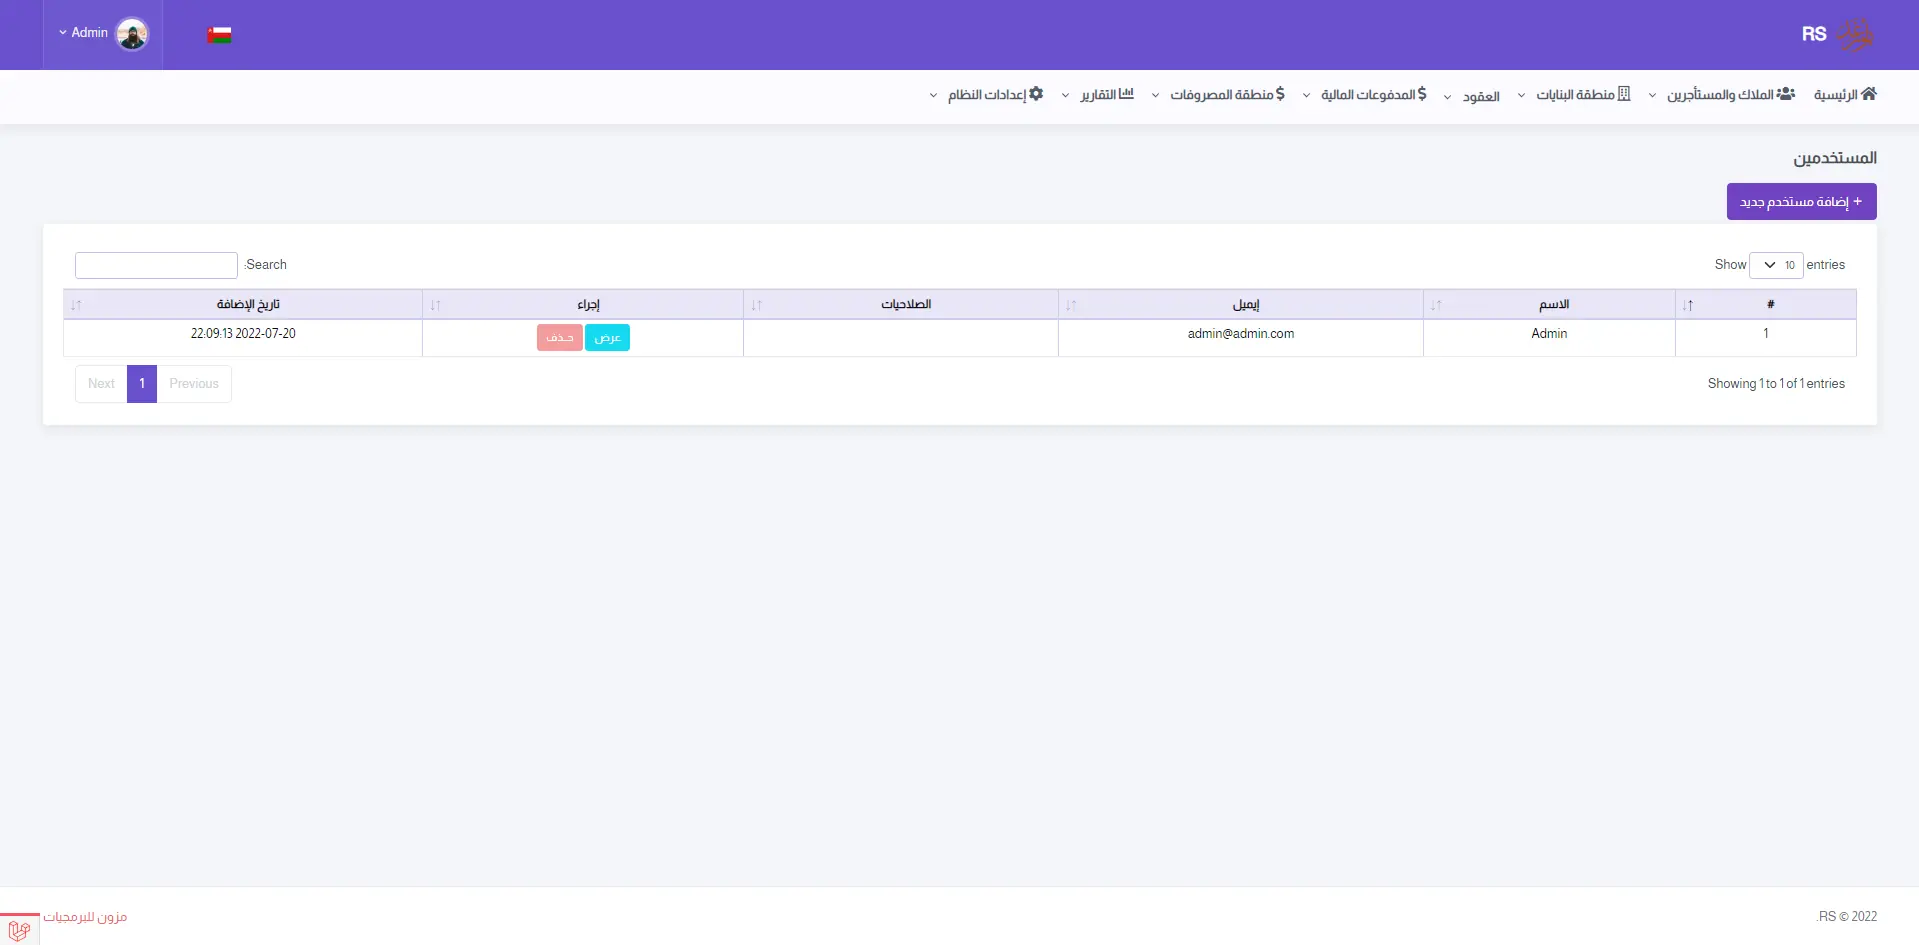 RS
Admin
الرئيسية
الملاك والمستأجرين
منطقة البنايات
العقود
المدفوعات المالية
منطقة المصروفات
التقارير
إعدادات النظام
المستخدمين
+ إضافة مستخدم جديد
Show 10 entries
Search:
# الاسم إيميل الصلاحيات إجراء تاريخ الإضافة
1 Admin admin@admin.com عرض حذف 2022-07-20 22:09:13
Showing 1 to 1 of 1 entries
Previous 1 Next
2022 © RS.
مزون للبرمجيات